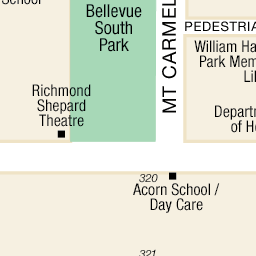 School
Bellevue
South
Park
MT CARMEL
PEDESTRIA
William Ha
Park Mem
Li
Richmond
Shepard
Theatre
Departm
of He
320
Acorn School /
Day Care
321